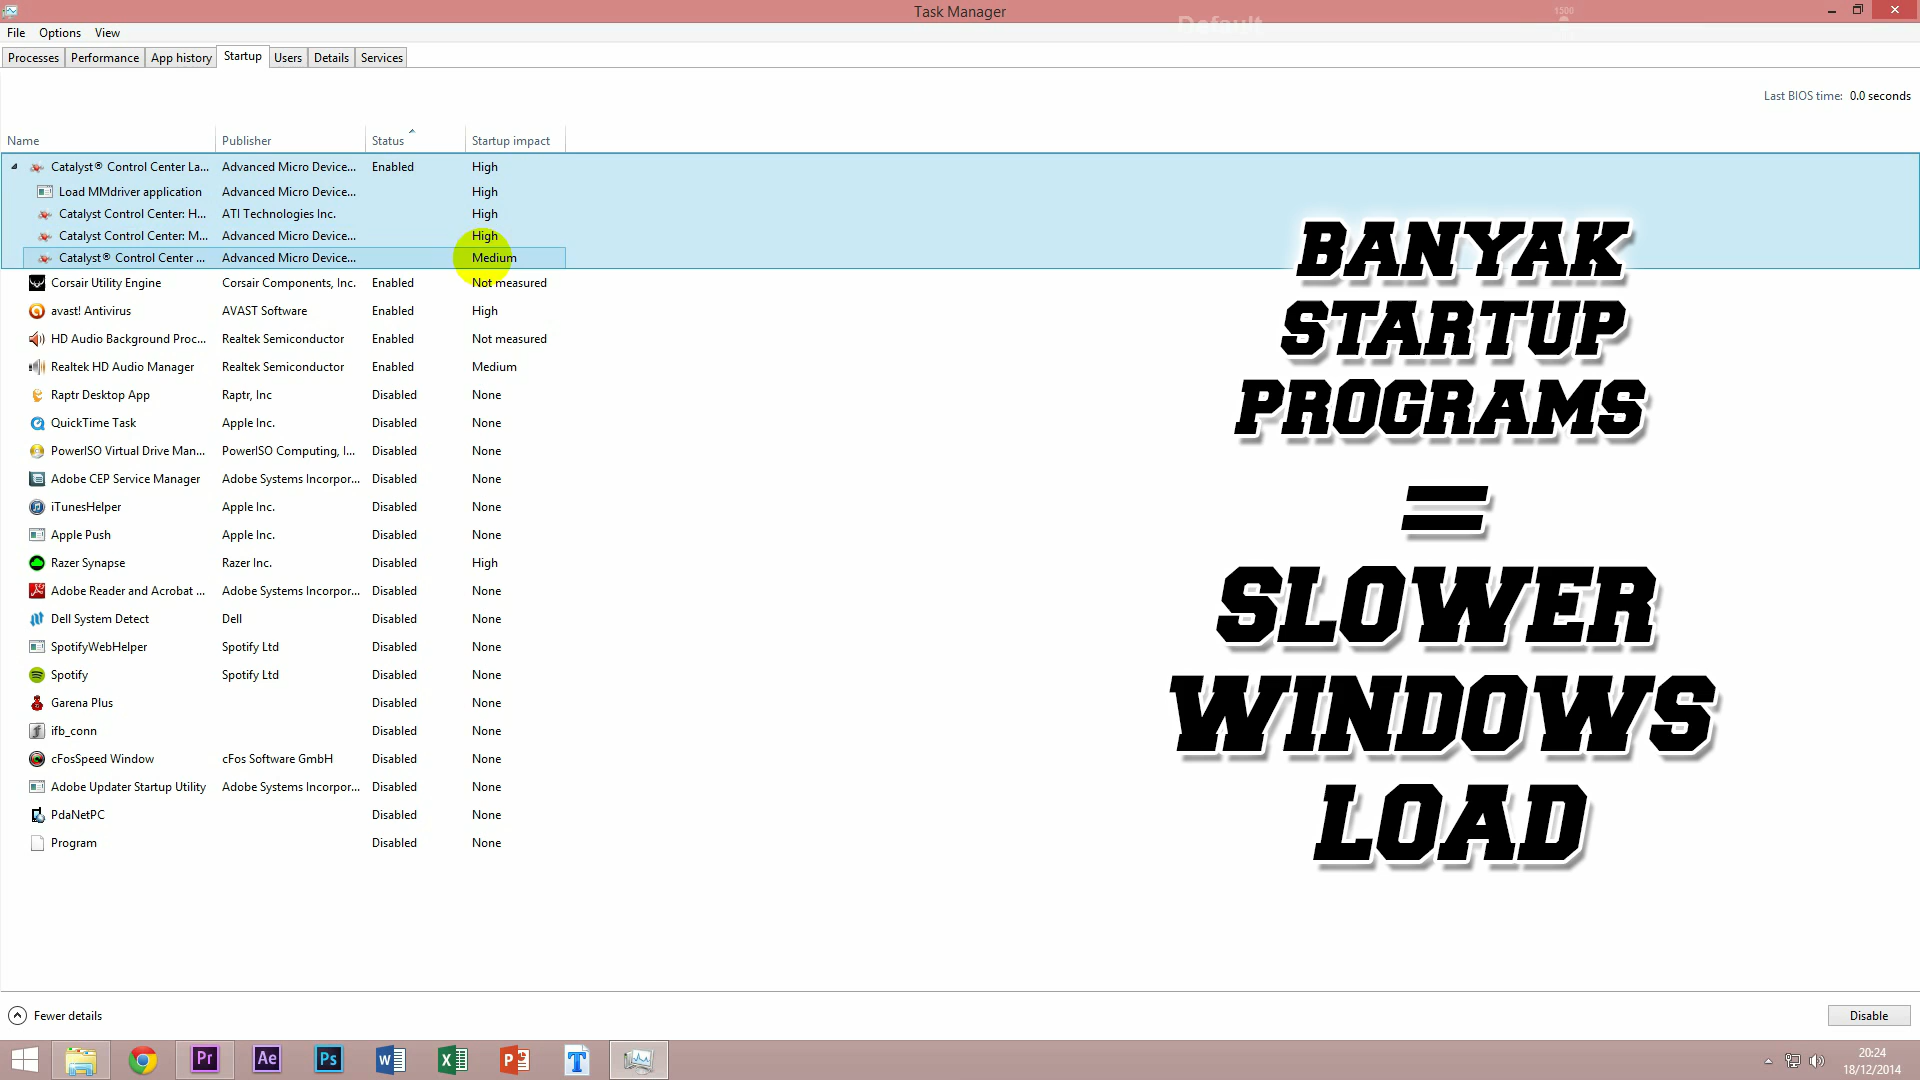 Task Manager
Default
1500
File Options View
Processes Performance App history Startup Users Details Services
Last BIOS time: 0.0 seconds
Name Publisher Status Startup impact
Catalyst® Control Center La... Advanced Micro Device... Enabled High
Load MMdriver application Advanced Micro Device... High
Catalyst Control Center: H... ATI Technologies Inc. High
Catalyst Control Center: M... Advanced Micro Device... High
Catalyst® Control Center ... Advanced Micro Device... Medium
Corsair Utility Engine Corsair Components, Inc. Enabled Not measured
avast! Antivirus AVAST Software Enabled High
HD Audio Background Proc... Realtek Semiconductor Enabled Not measured
Realtek HD Audio Manager Realtek Semiconductor Enabled Medium
Raptr Desktop App Raptr, Inc Disabled None
QuickTime Task Apple Inc. Disabled None
PowerISO Virtual Drive Man... PowerISO Computing, I... Disabled None
Adobe CEP Service Manager Adobe Systems Incorpor... Disabled None
iTunesHelper Apple Inc. Disabled None
Apple Push Apple Inc. Disabled None
Razer Synapse Razer Inc. Disabled High
Adobe Reader and Acrobat ... Adobe Systems Incorpor... Disabled None
Dell System Detect Dell Disabled None
SpotifyWebHelper Spotify Ltd Disabled None
Spotify Spotify Ltd Disabled None
Garena Plus Disabled None
ifb_conn Disabled None
cFosSpeed Window cFos Software GmbH Disabled None
Adobe Updater Startup Utility Adobe Systems Incorpor... Disabled None
PdaNetPC Disabled None
Program Disabled None
BANYAK
STARTUP
PROGRAMS
=
SLOWER
WINDOWS
LOAD
Fewer details
Disable
Pr Ae Ps W X P T
20:24
18/12/2014